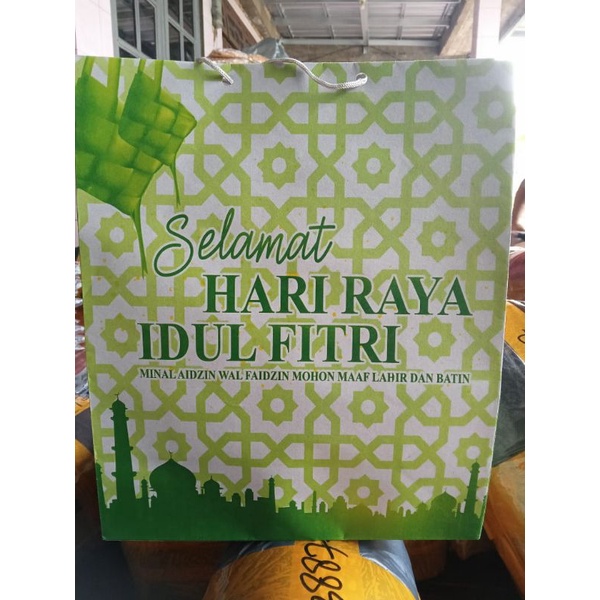 Selamat
HARI RAYA
IDUL FITRI
MINAL AIDZIN WAL FAIDZIN MOHON MAAF LAHIR DAN BATIN